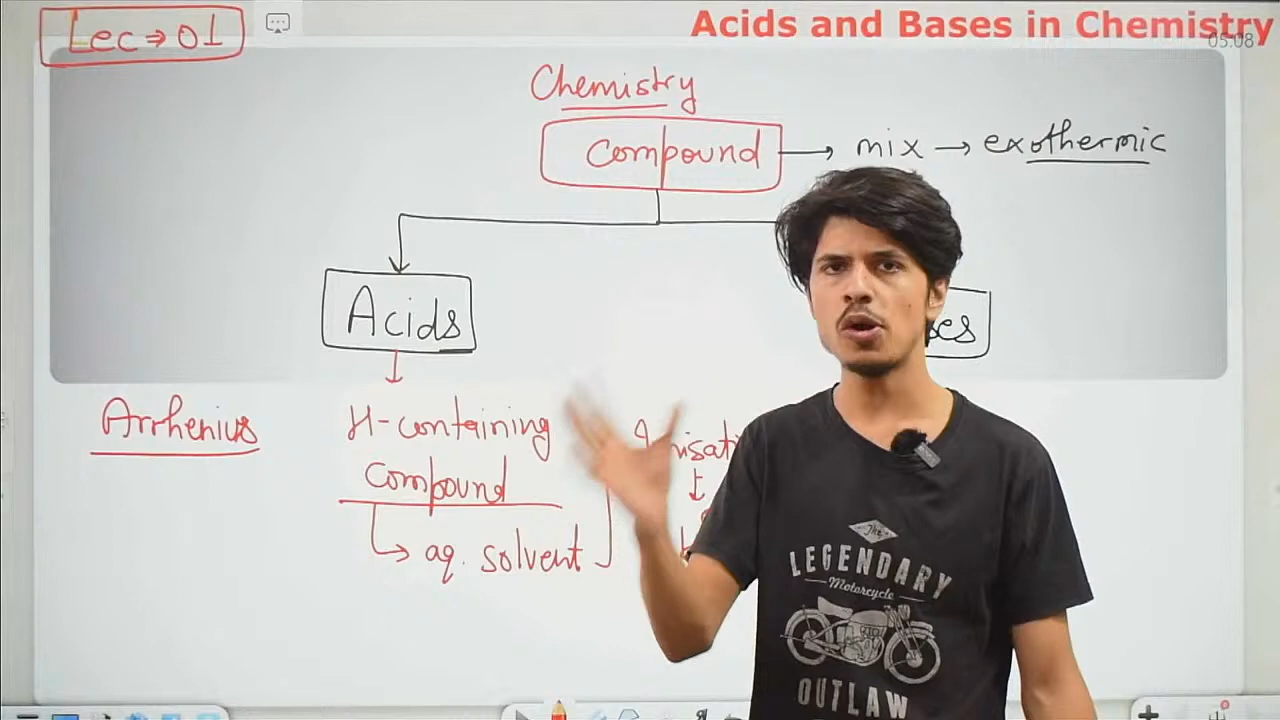 Lec ⇒ 01
Acids and Bases in Chemistry
05:08
Chemistry
Compound → mix → exothermic
Acids
Arrhenius
H-containing
compound
→ aq. solvent
THE
LEGENDARY
Motorcycle
OUTLAW